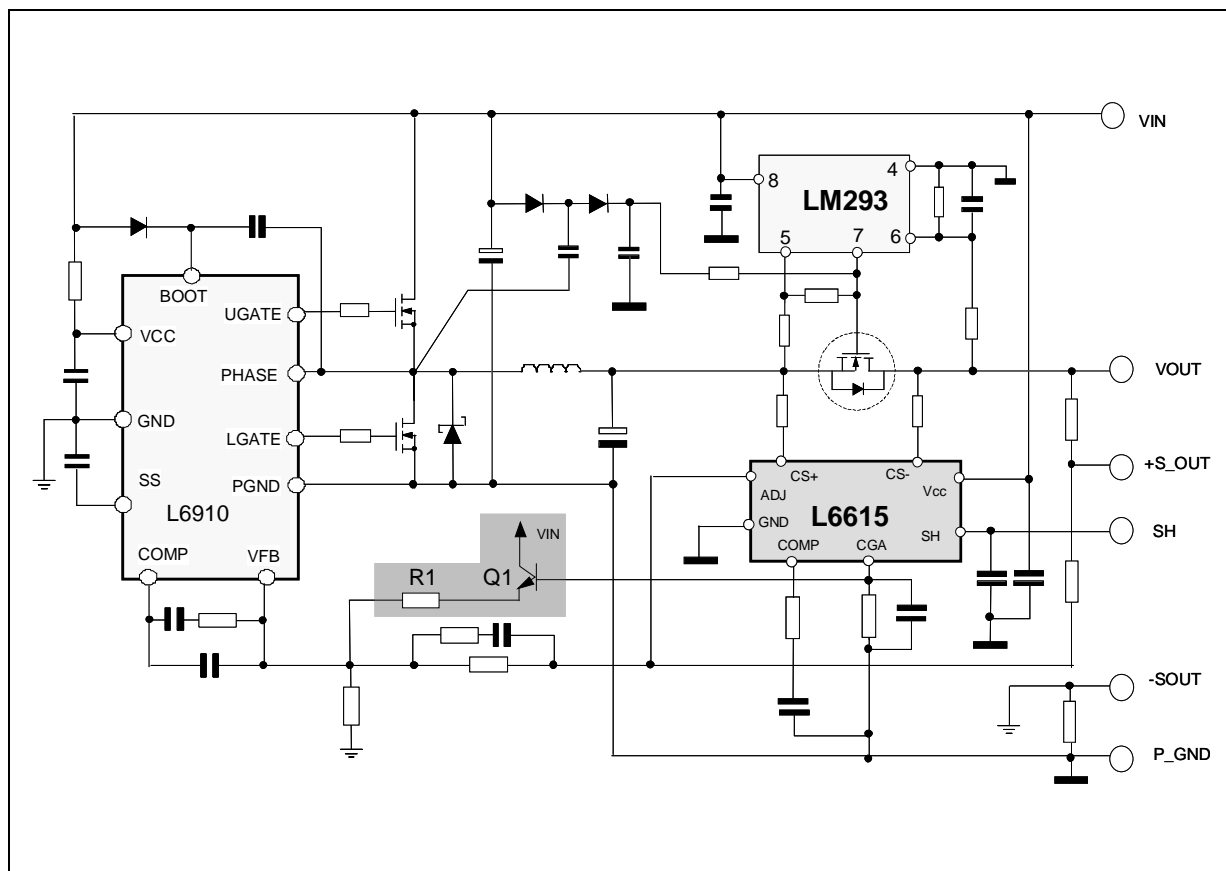 VIN
8
4
LM293
5
7
6
BOOT
UGATE
VCC
PHASE
VOUT
GND
LGATE
+S_OUT
CS+
CS-
SS
PGND
ADJ
Vcc
L6910
GND
L6615
SH
SH
VIN
COMP
VFB
COMP
CGA
R1
Q1
-SOUT
P_GND